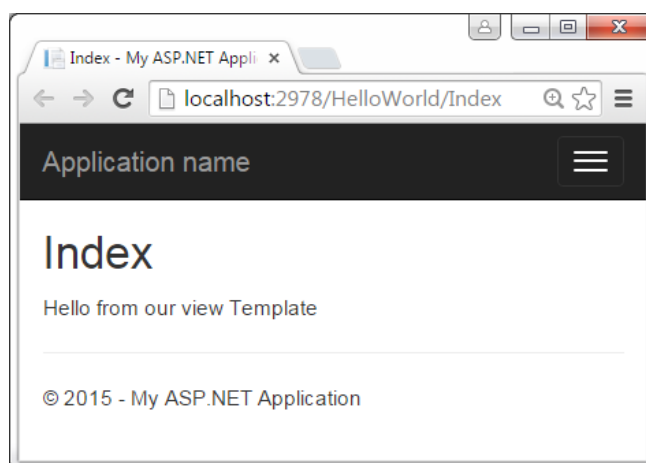 Index - My ASP.NET Appli
localhost:2978/HelloWorld/Index
Application name
Index
Hello from our view Template
© 2015 - My ASP.NET Application